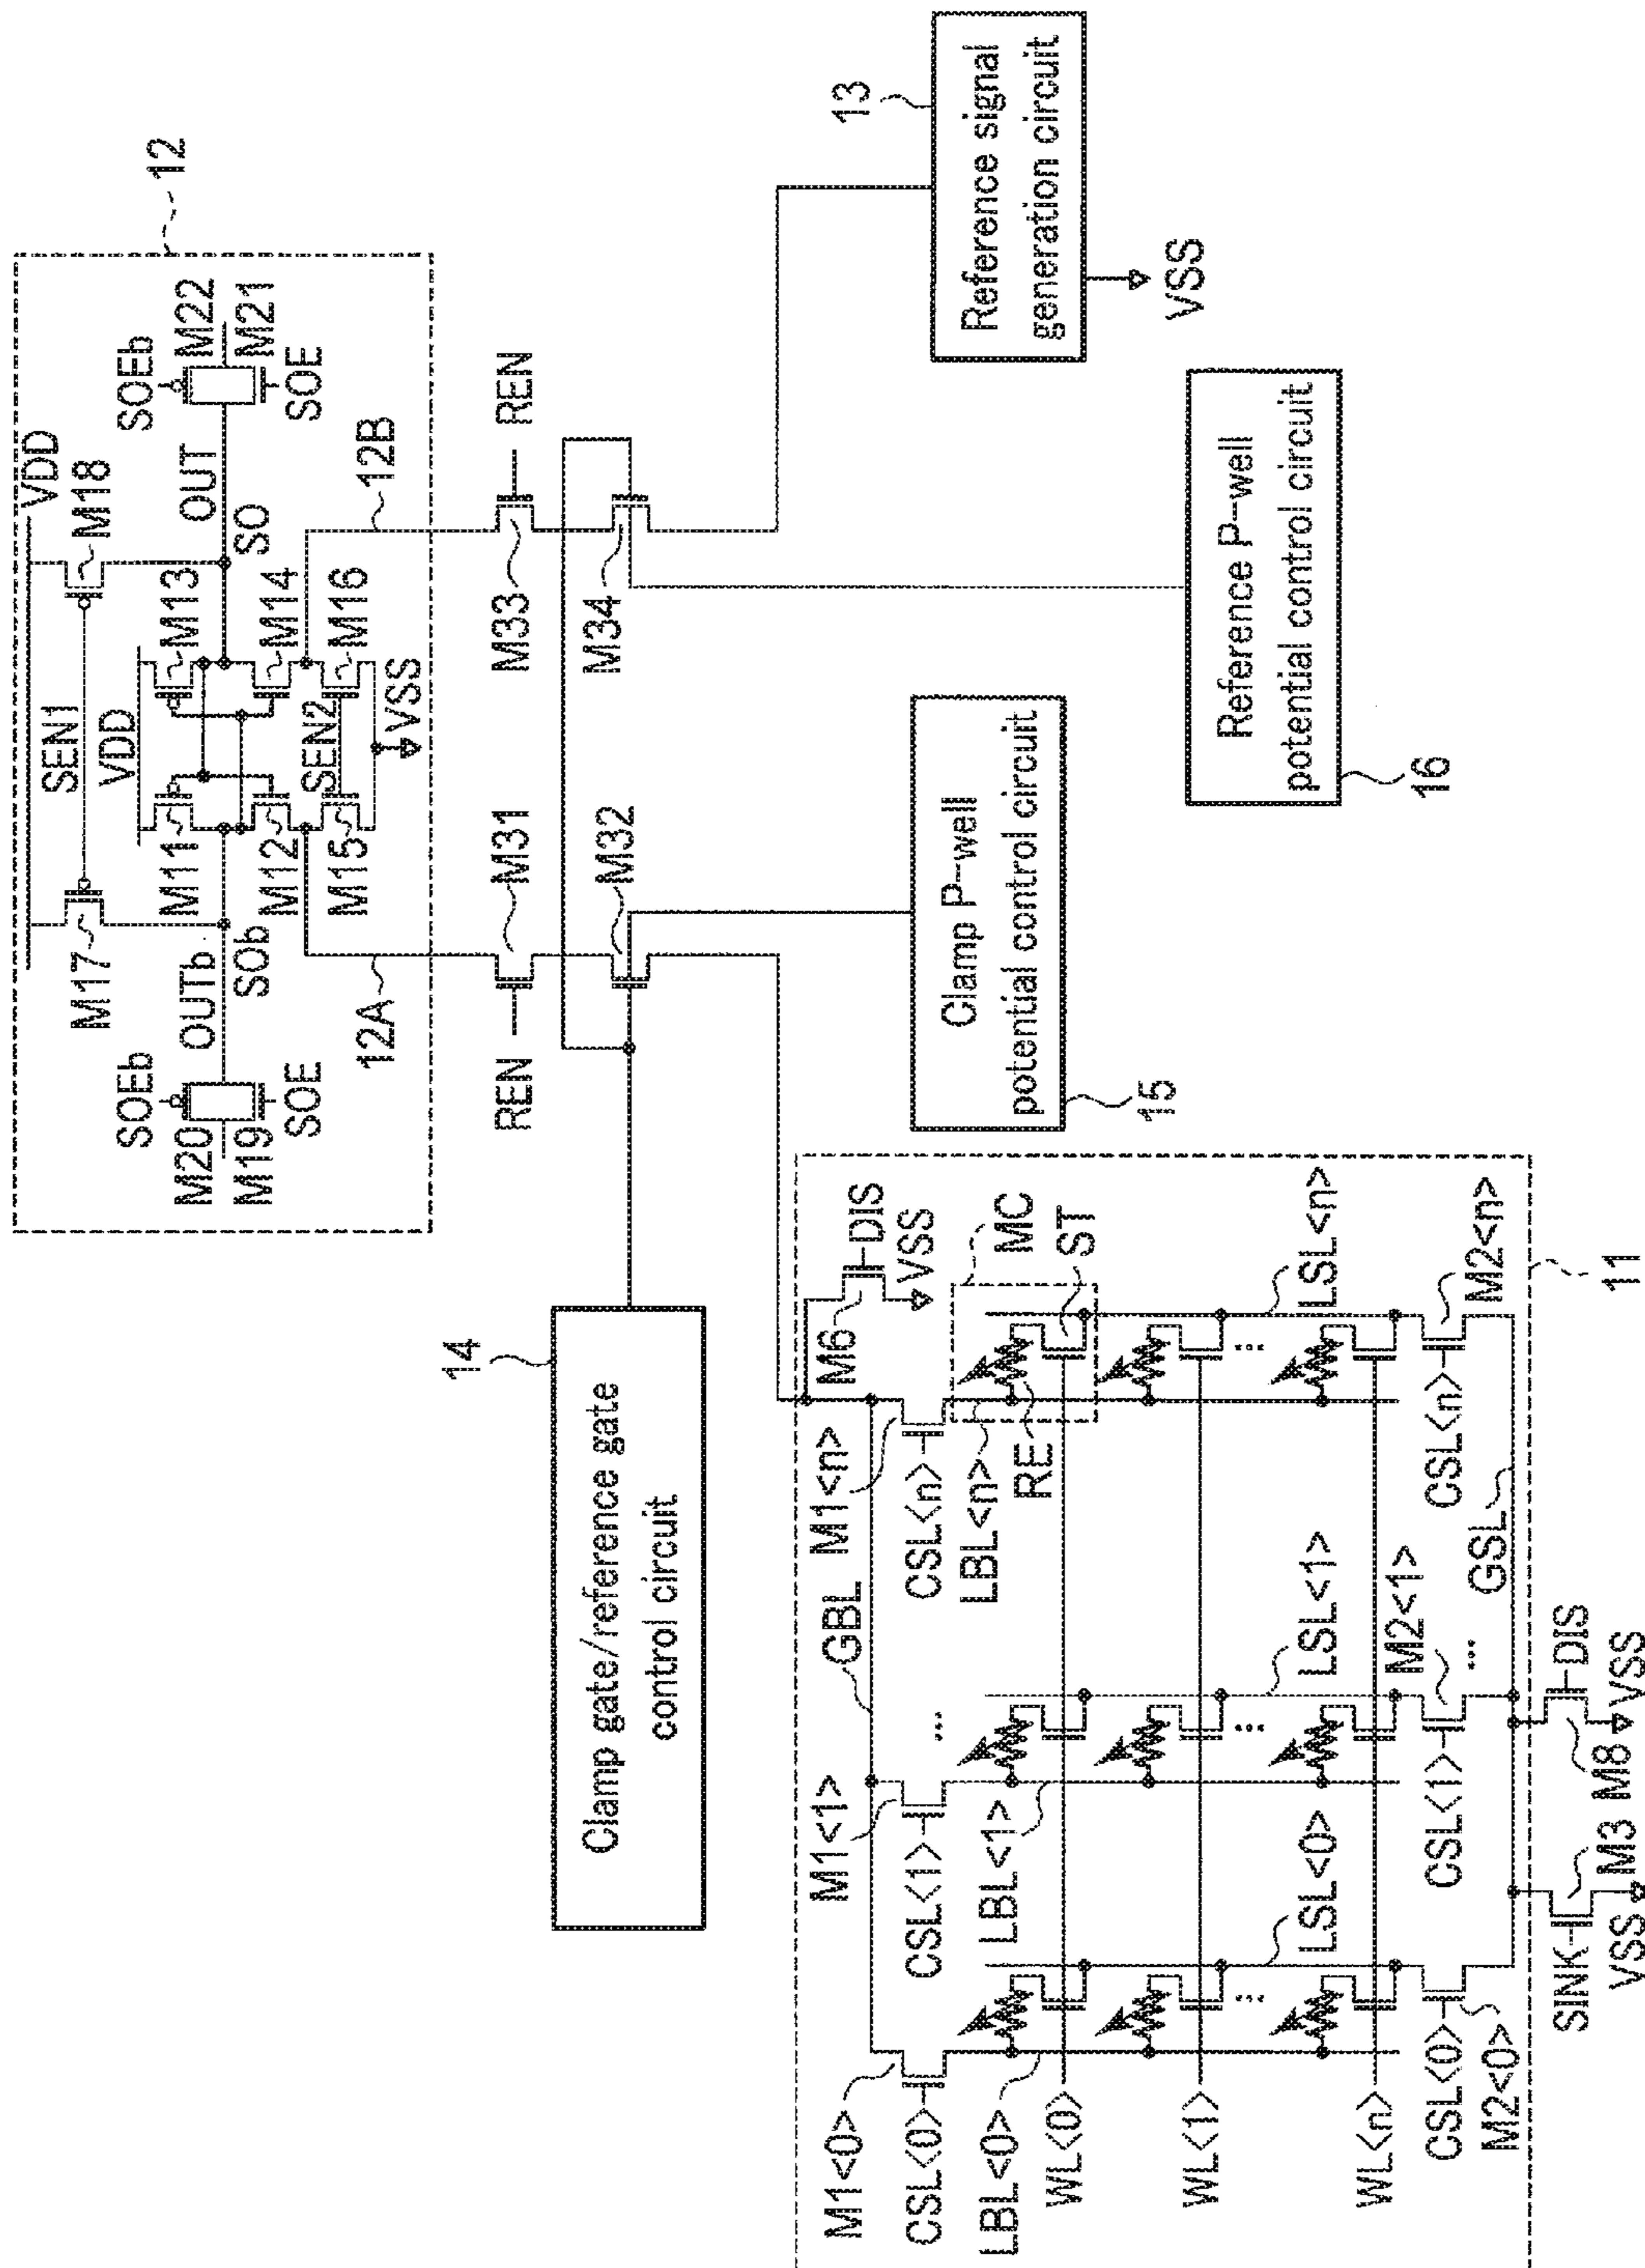 12
VDD
SEN1
VDD
M17
M18
M11
M13
SOEb
SOEb
OUTb
OUT
M20
M22
M19
M21
SOb
SO
SOE
SOE
M12
M14
SEN2
M15
M16
VSS
12A
12B
REN
M31
M33
REN
M32
M34
14
Clamp gate/reference gate
control circuit
13
Reference signal
generation circuit
VSS
Clamp P-well
potential control circuit
15
Reference P-well
potential control circuit
16
M1<0>
M1<1>
GBL
M1<n>
M6
DIS
VSS
CSL<0>
CSL<1>
...
CSL<n>
LBL<0>
LBL<1>
LBL<n>
MC
RE
ST
WL<0>
WL<1>
... ... ...
LSL<0>
LSL<1>
LSL<n>
WL<n>
CSL<0>
CSL<1>
M2<1>
CSL<n>
M2<0>
...
GSL
M2<n>
SINK
M3
M8
DIS
VSS
VSS
11